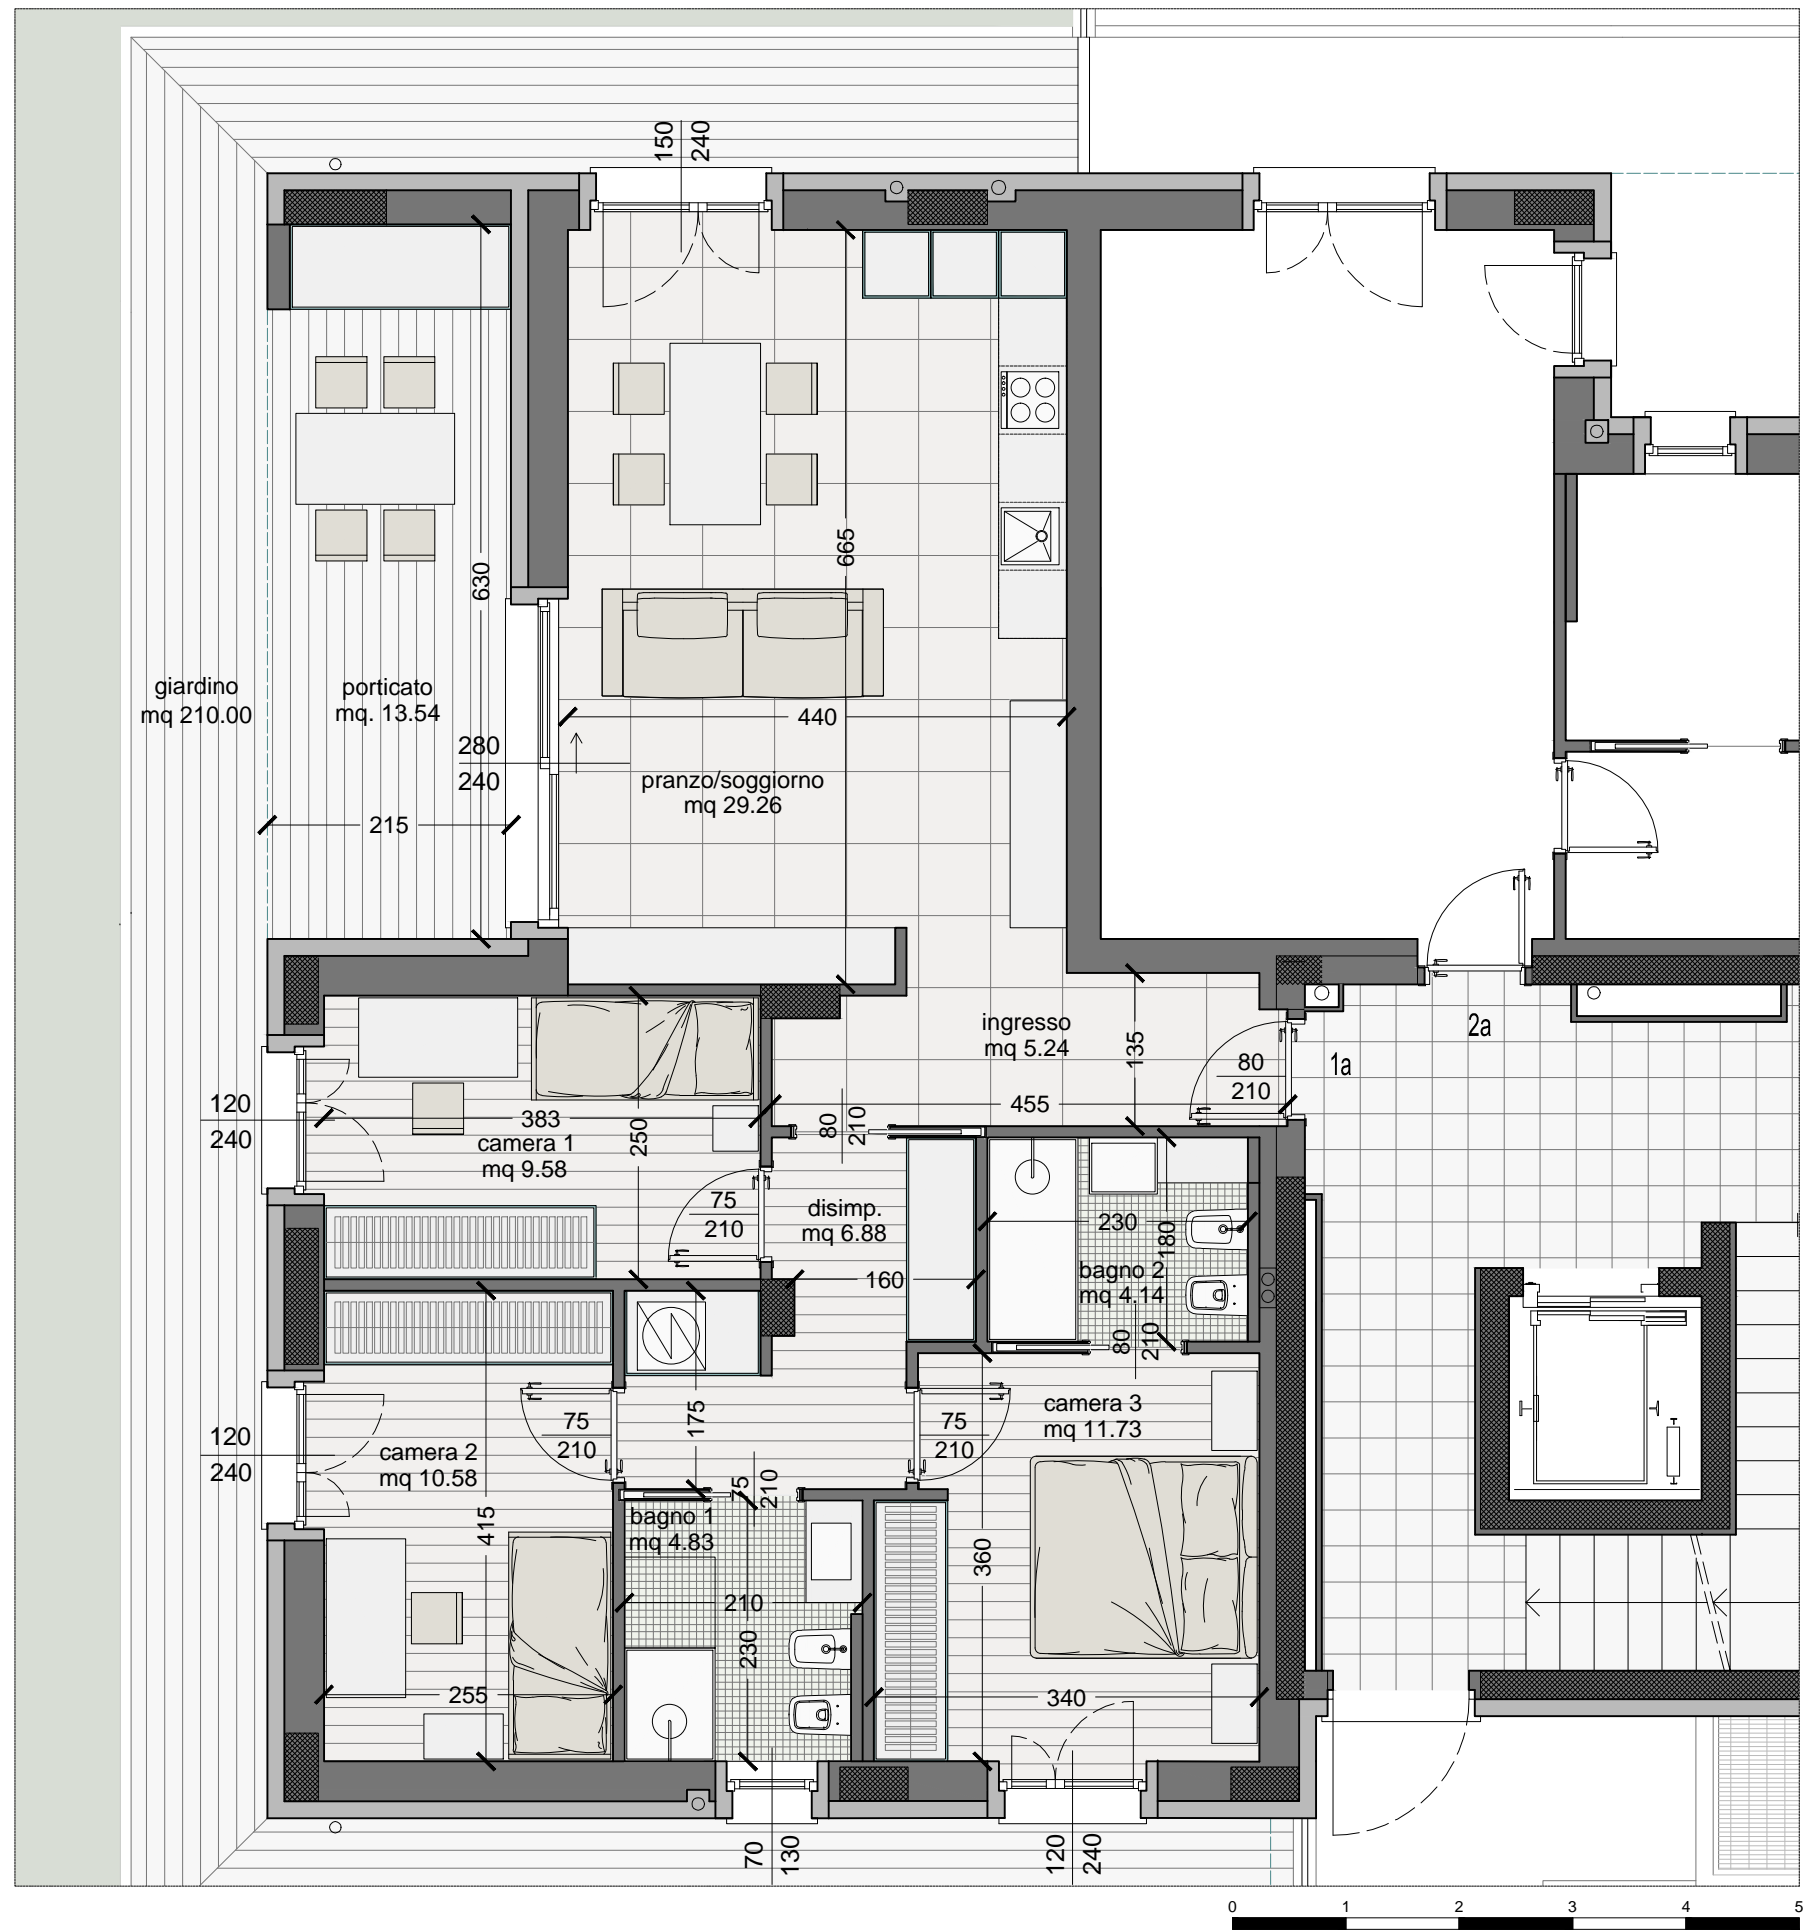 150
240
630
665
giardino
mq 210.00
porticato
mq. 13.54
440
280
240
pranzo/soggiorno
mq 29.26
215
ingresso
mq 5.24
135
2a
1a
80
210
455
120
240
383
camera 1
mq 9.58
250
80
210
75
210
disimp.
mq 6.88
230
180
bagno 2
mq 4.14
160
80
210
camera 3
mq 11.73
75
210
175
75
210
120
240
camera 2
mq 10.58
415
75
210
bagno 1
mq 4.83
360
210
230
255
340
70
130
120
240
0 1 2 3 4 5